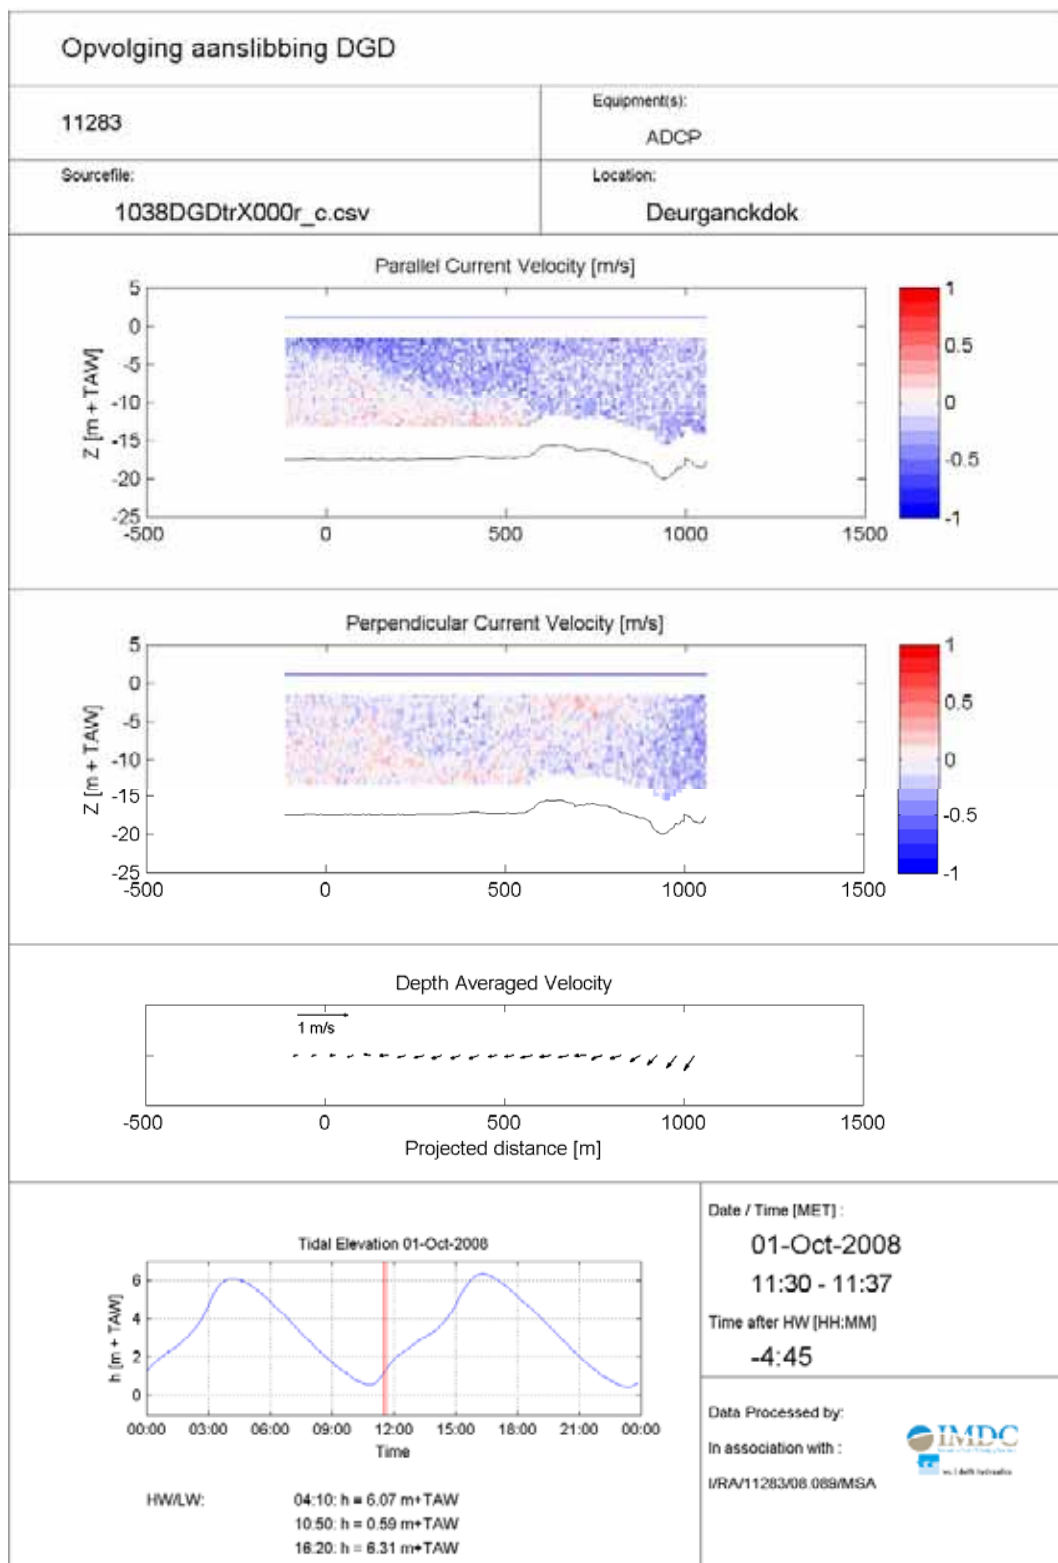 Opvolging aanslibbing DGD
11283
Equipment(s):
ADCP
Sourcefile:
1038DGDtrX000r_c.csv
Location:
Deurganckdok
Parallel Current Velocity [m/s]
Z [m + TAW]
5
0
-5
-10
-15
-20
-25
-500 0 500 1000 1500
1
0.5
0
-0.5
-1
Perpendicular Current Velocity [m/s]
Z [m + TAW]
5
0
-5
-10
-15
-20
-25
-500 0 500 1000 1500
1
0.5
0
-0.5
-1
Depth Averaged Velocity
1 m/s
-500 0 500 1000 1500
Projected distance [m]
Tidal Elevation 01-Oct-2008
h [m + TAW]
6
4
2
0
00:00 03:00 06:00 09:00 12:00 15:00 18:00 21:00 00:00
Time
HW/LW:
04:10: h = 6.07 m+TAW
10:50: h = 0.59 m+TAW
16:20: h = 6.31 m+TAW
Date / Time [MET] :
01-Oct-2008
11:30 - 11:37
Time after HW [HH:MM]
-4:45
Data Processed by:
In association with :
I/RA/11283/08.089/MSA
IMDC
wl | delft hydraulics